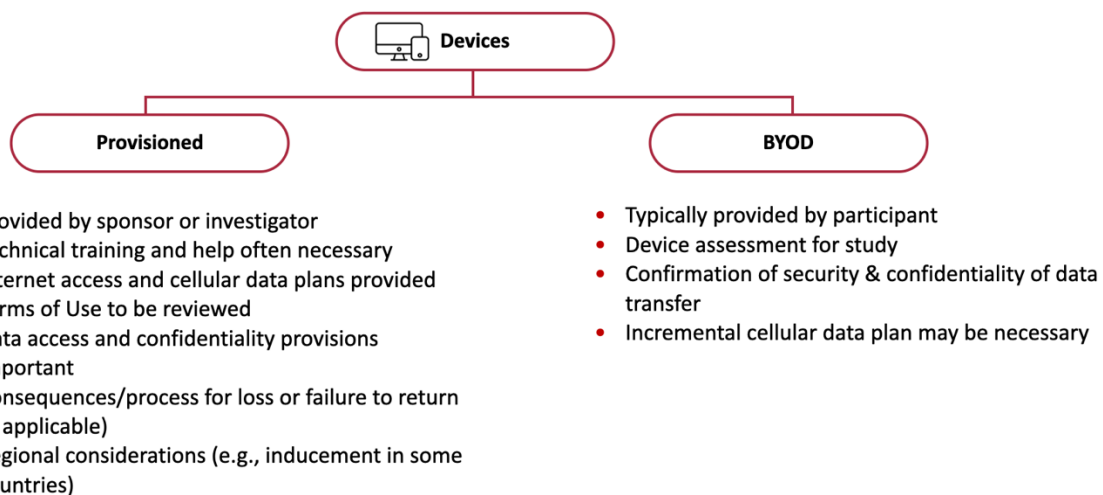 Devices
Provisioned
BYOD
ovided by sponsor or investigator
chnical training and help often necessary
ternet access and cellular data plans provided
rms of Use to be reviewed
ta access and confidentiality provisions
portant
onsequences/process for loss or failure to return
applicable)
egional considerations (e.g., inducement in some
untries)
• Typically provided by participant
• Device assessment for study
• Confirmation of security & confidentiality of data
transfer
• Incremental cellular data plan may be necessary